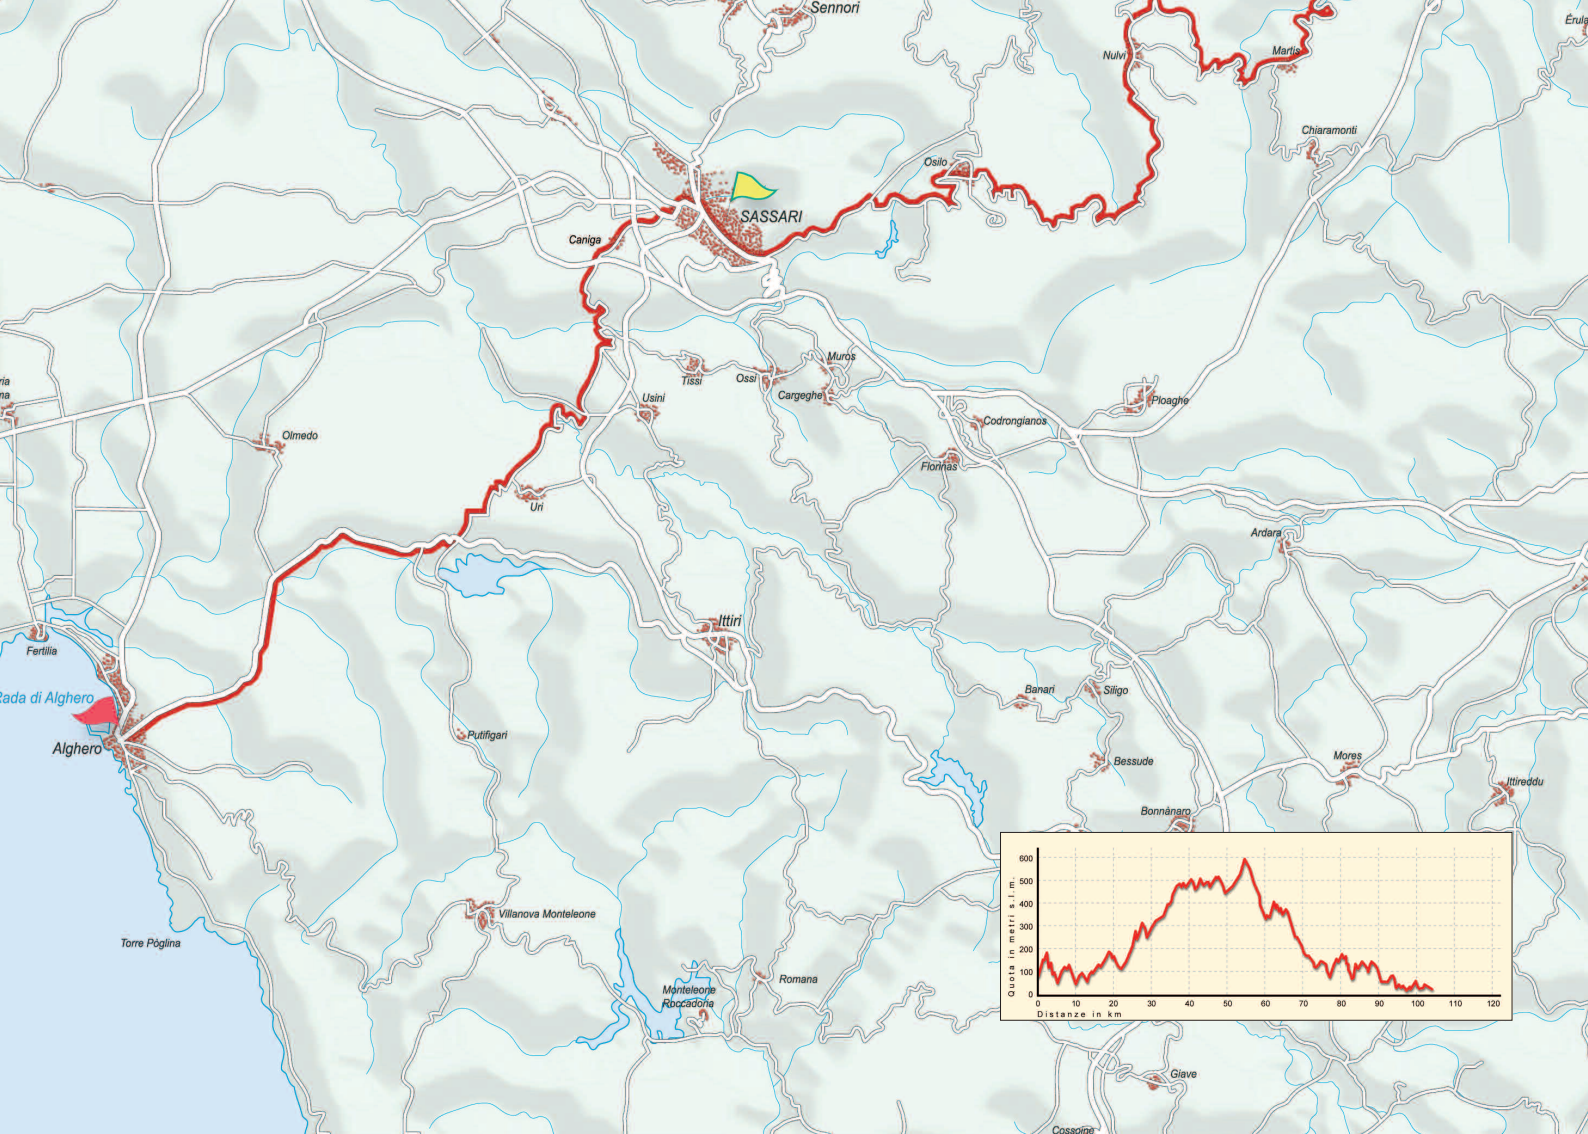 Sennori
Érula
Nulvi
Martis
Chiaramonti
Osilo
SASSARI
Caniga
Muros
Tissi
Ossi
Cargeghe
Usini
Ploaghe
Codrongianos
Olmedo
Florinas
Uri
Ardara
Ittiri
Fertilia
Banari
Siligo
Rada di Alghero
Alghero
Putifigari
Bessude
Mores
Ittireddu
Bonnànaro
Villanova Monteleone
Torre Póglina
Romana
Monteleone
Roccadoria
Giave
Cossoine
Quota in metri s.l.m.
600
500
400
300
200
100
0
0 10 20 30 40 50 60 70 80 90 100 110 120
Distanze in km